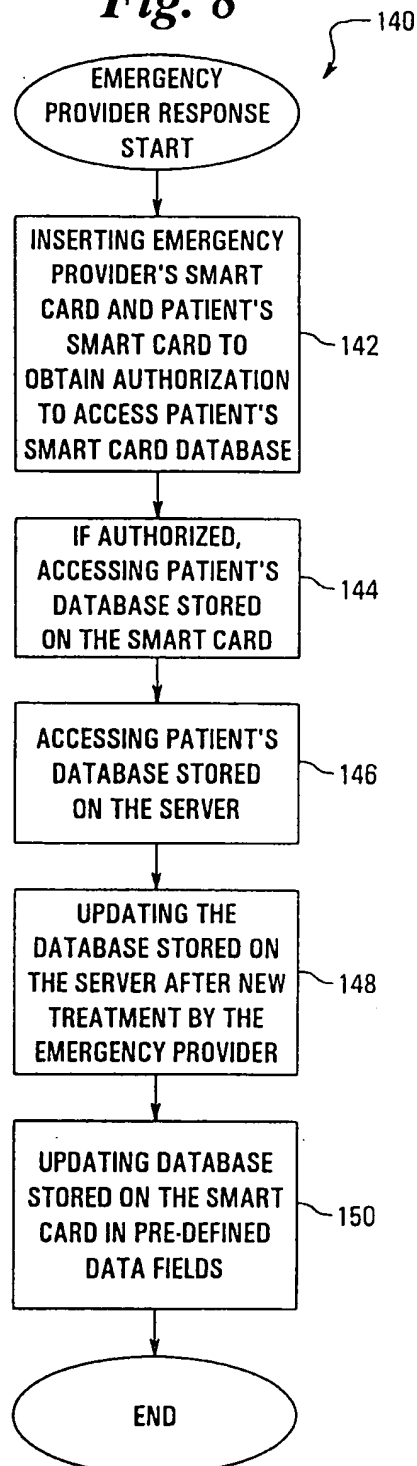 Fig. 8
140
EMERGENCY
PROVIDER RESPONSE
START
INSERTING EMERGENCY
PROVIDER'S SMART
CARD AND PATIENT'S
SMART CARD TO
OBTAIN AUTHORIZATION
TO ACCESS PATIENT'S
SMART CARD DATABASE
142
IF AUTHORIZED,
ACCESSING PATIENT'S
DATABASE STORED
ON THE SMART CARD
144
ACCESSING PATIENT'S
DATABASE STORED
ON THE SERVER
146
UPDATING THE
DATABASE STORED ON
THE SERVER AFTER NEW
TREATMENT BY THE
EMERGENCY PROVIDER
148
UPDATING DATABASE
STORED ON THE SMART
CARD IN PRE-DEFINED
DATA FIELDS
150
END